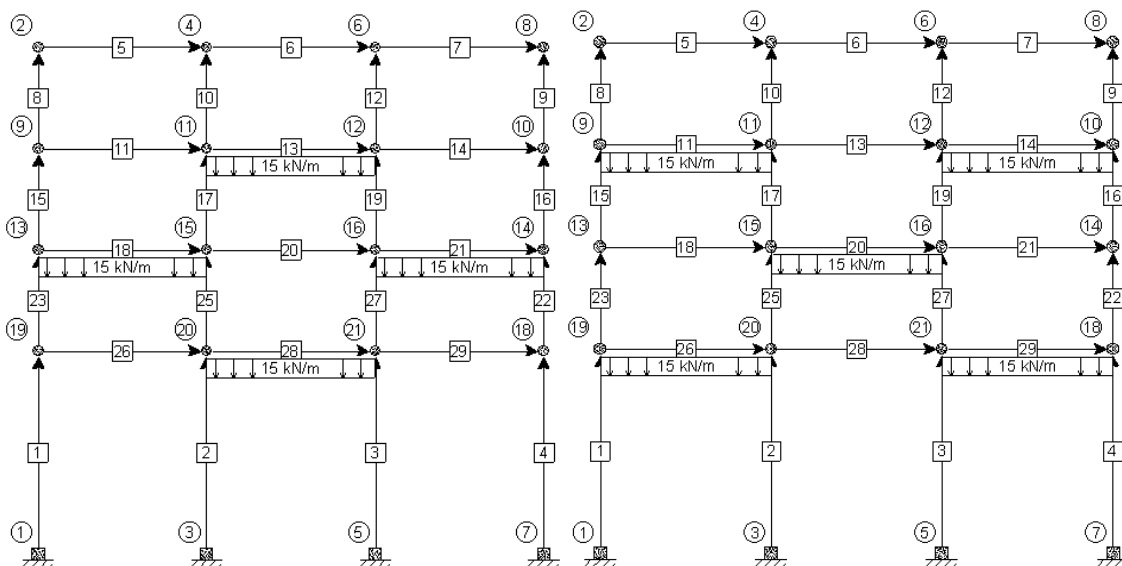 2 4 6 8 2 4 6 8
5 6 7 5 6 7
8 10 12 9 8 10 12 9
9 11 12 10 9 11 12 10
11 13 14 11 13 14
15 kN/m 15 kN/m 15 kN/m
15 17 19 16 15 17 19 16
13 15 16 14 13 15 16 14
18 20 21 18 20 21
15 kN/m 15 kN/m 15 kN/m
23 25 27 22 23 25 27 22
19 20 21 18 19 20 21 18
26 28 29 26 28 29
15 kN/m 15 kN/m 15 kN/m
1 2 3 4 1 2 3 4
1 3 5 7 1 3 5 7